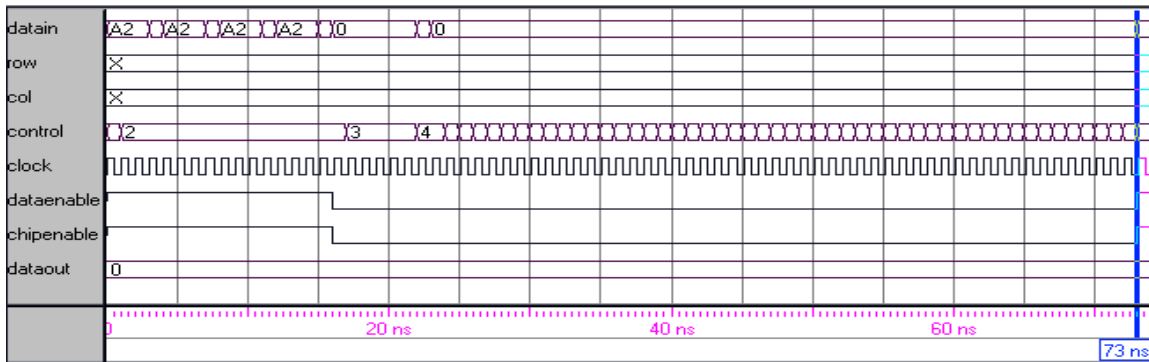 datain A2 A2 A2 A2 0 0
row X
col X
control 2 3 4
clock
dataenable
chipenable
dataout 0
0 20 ns 40 ns 60 ns
73 ns